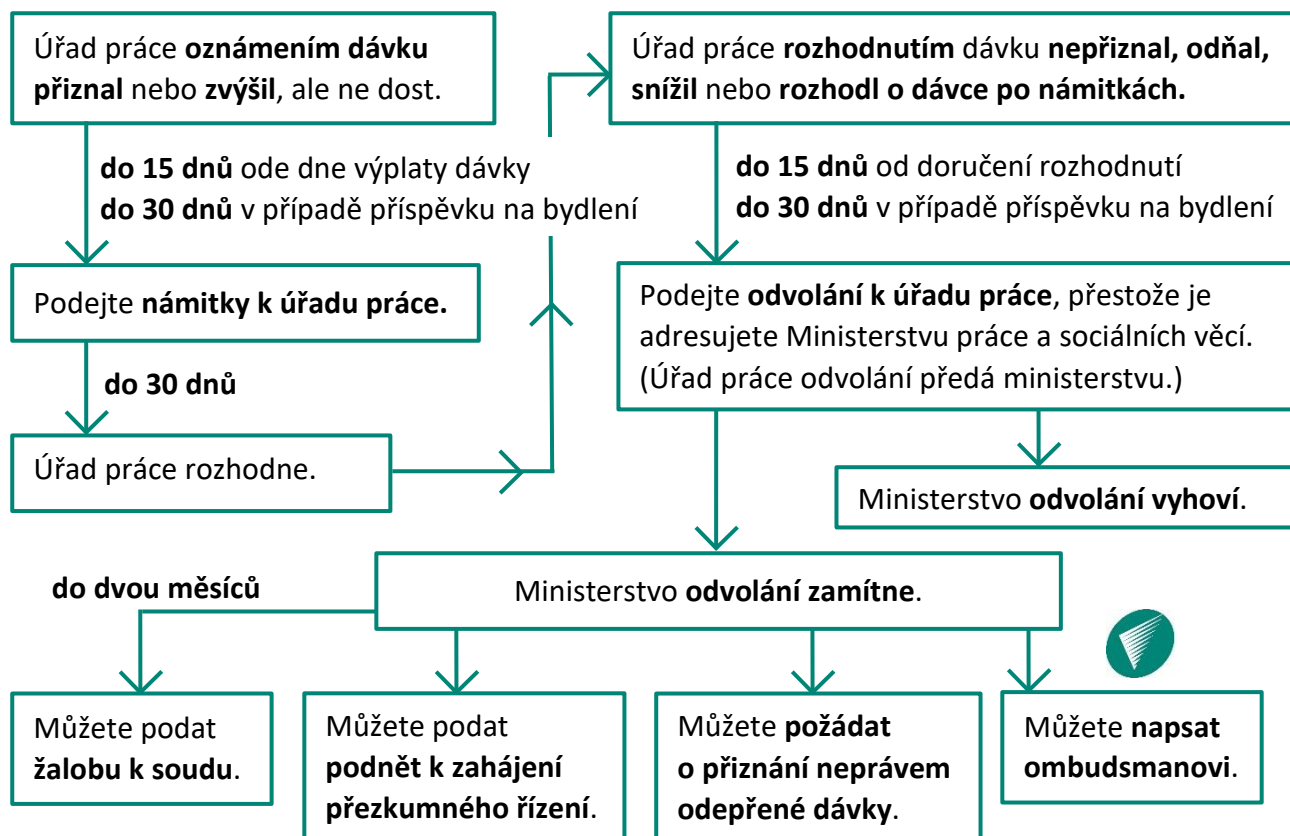 Úřad práce oznámením dávku
přiznal nebo zvýšil, ale ne dost.
do 15 dnů ode dne výplaty dávky
do 30 dnů v případě příspěvku na bydlení
Podejte námitky k úřadu práce.
do 30 dnů
Úřad práce rozhodne.
Úřad práce rozhodnutím dávku nepřiznal, odňal,
snížil nebo rozhodl o dávce po námitkách.
do 15 dnů od doručení rozhodnutí
do 30 dnů v případě příspěvku na bydlení
Podejte odvolání k úřadu práce, přestože je
adresujete Ministerstvu práce a sociálních věcí.
(Úřad práce odvolání předá ministerstvu.)
Ministerstvo odvolání vyhoví.
Ministerstvo odvolání zamítne.
do dvou měsíců
Můžete podat
žalobu k soudu.
Můžete podat
podnět k zahájení
přezkumného řízení.
Můžete požádat
o přiznání neprávem
odepřené dávky.
Můžete napsat
ombudsmanovi.